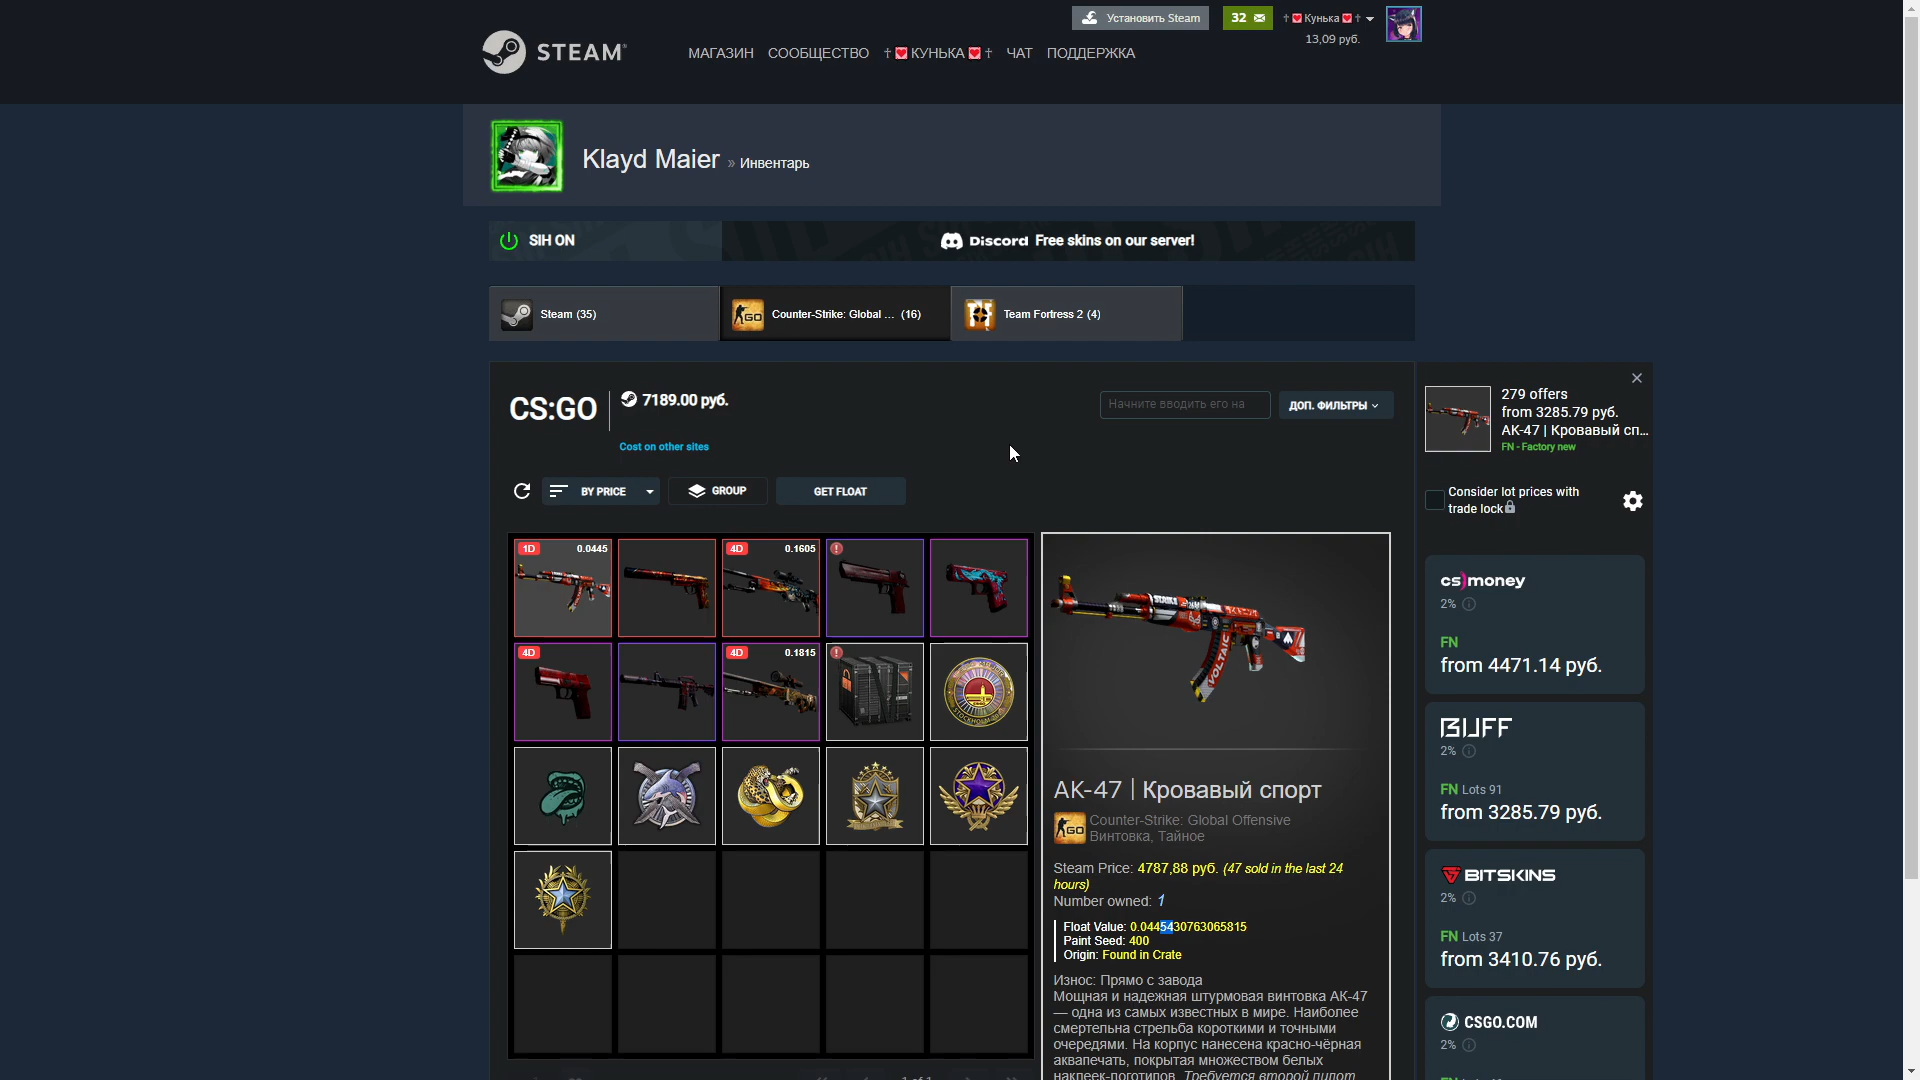 Установить Steam
32
† Кунька †
13,09 руб.
STEAM
МАГАЗИН СООБЩЕСТВО † КУНЬКА † ЧАТ ПОДДЕРЖКА
Klayd Maier » Инвентарь
SIH ON
Discord Free skins on our server!
Steam (35)
Counter-Strike: Global ... (16)
Team Fortress 2 (4)
CS:GO
7189.00 руб.
Cost on other sites
Начните вводить его на
ДОП. ФИЛЬТРЫ
BY PRICE
GROUP
GET FLOAT
1D 0.0445
4D 0.1605
4D
4D 0.1815
STRIKE
VOLTAIC
AK-47 | Кровавый спорт
GO
Counter-Strike: Global Offensive
Винтовка, Тайное
Steam Price: 4787,88 руб. (47 sold in the last 24
hours)
Number owned: 1
Float Value: 0.0445430763065815
Paint Seed: 400
Origin: Found in Crate
Износ: Прямо с завода
Мощная и надежная штурмовая винтовка AK-47
— одна из самых известных в мире. Наиболее
смертельна стрельба короткими и точными
очередями. На корпус нанесена красно-чёрная
аквапечать, покрытая множеством белых
наклеек-логотипов. Требуется второй пилот
279 offers
from 3285.79 руб.
AK-47 | Кровавый сп...
FN - Factory new
Consider lot prices with
trade lock
cs money
2%
FN
from 4471.14 руб.
BUFF
2%
FN Lots 91
from 3285.79 руб.
BITSKINS
2%
FN Lots 37
from 3410.76 руб.
CSGO.COM
2%